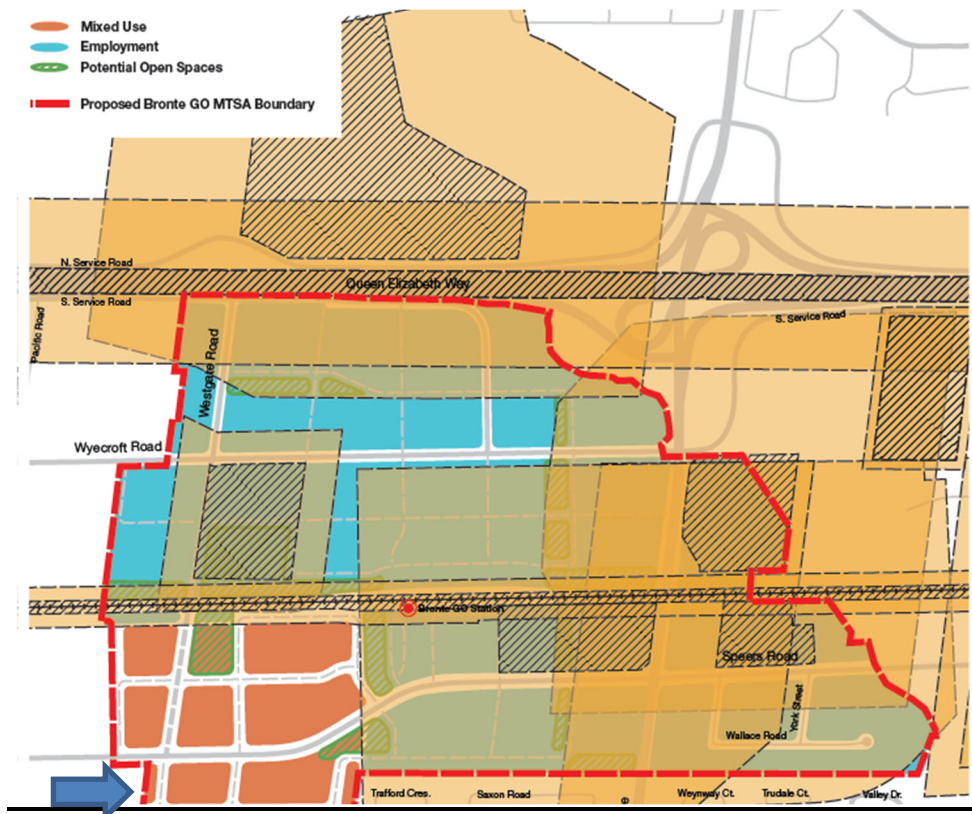 Mixed Use
Employment
Potential Open Spaces
Proposed Bronte GO MTSA Boundary
N. Service Road
Queen Elizabeth Way
S. Service Road
S. Service Road
Pacific Road
Westgate Road
Wyecroft Road
Bronte GO Station
Speers Road
York Street
Wallace Road
Trafford Cres.
Saxon Road
Weynway Ct.
Trudale Ct.
Valley Dr.